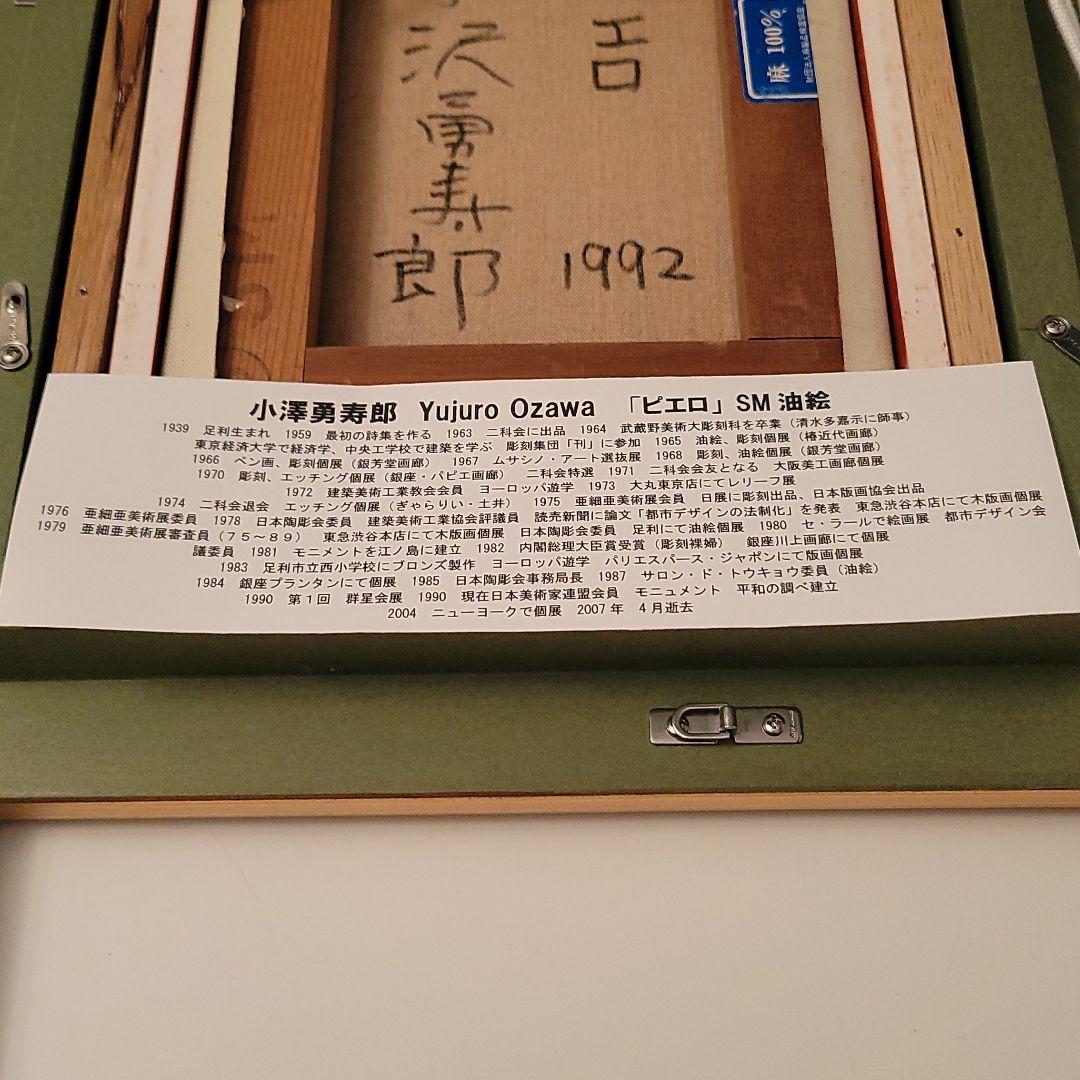 エロ
沢勇寿郎
1992
麻 100%
小澤勇寿郎 Yujuro Ozawa 「ピエロ」SM 油絵
1939 足利生まれ 1959 最初の詩集を作る 1963 二科会に出品 1964 武蔵野美術大彫刻科を卒業(清水多嘉示に師事)
東京経済大学で経済学、中央工学校で建築を学ぶ 彫刻集団「刊」に参加 1965 油絵、彫刻個展(椿近代画廊)
1966 ペン画、彫刻個展(銀芳堂画廊) 1967 ムサシノ・アート選抜展 1968 彫刻、油絵個展(銀芳堂画廊)
1970 彫刻、エッチング個展(銀座・パピエ画廊) 二科会特選 1971 二科会会友となる 大阪美工画廊個展
1972 建築美術工業教会会員 ヨーロッパ遊学 1973 大丸東京店にてレリーフ展
1974 二科会退会 エッチング個展(ぎゃらりい・土井) 1975 亜細亜美術展会員 日展に彫刻出品、日本版画協会出品
1976 亜細亜美術展委員 1978 日本陶彫会委員 建築美術工業協会評議員 読売新聞に論文「都市デザインの法制化」を発表 東急渋谷本店にて木版画個展
1979 亜細亜美術展審査員(75~89) 東急渋谷本店にて木版画個展 日本陶彫会委員 足利にて油絵個展 1980 セ・ラールで絵画展 都市デザイン会
議委員 1981 モニメントを江ノ島に建立 1982 内閣総理大臣賞受賞(彫刻裸婦) 銀座川上画廊にて個展
1983 足利市立西小学校にブロンズ製作 ヨーロッパ遊学 パリエスパース・ジャポンにて版画個展
1984 銀座プランタンにて個展 1985 日本陶彫会事務局長 1987 サロン・ド・トウキョウ委員(油絵)
1990 第1回 群星会展 1990 現在日本美術家連盟会員 モニュメント 平和の調べ建立
2004 ニューヨークで個展 2007年 4月逝去